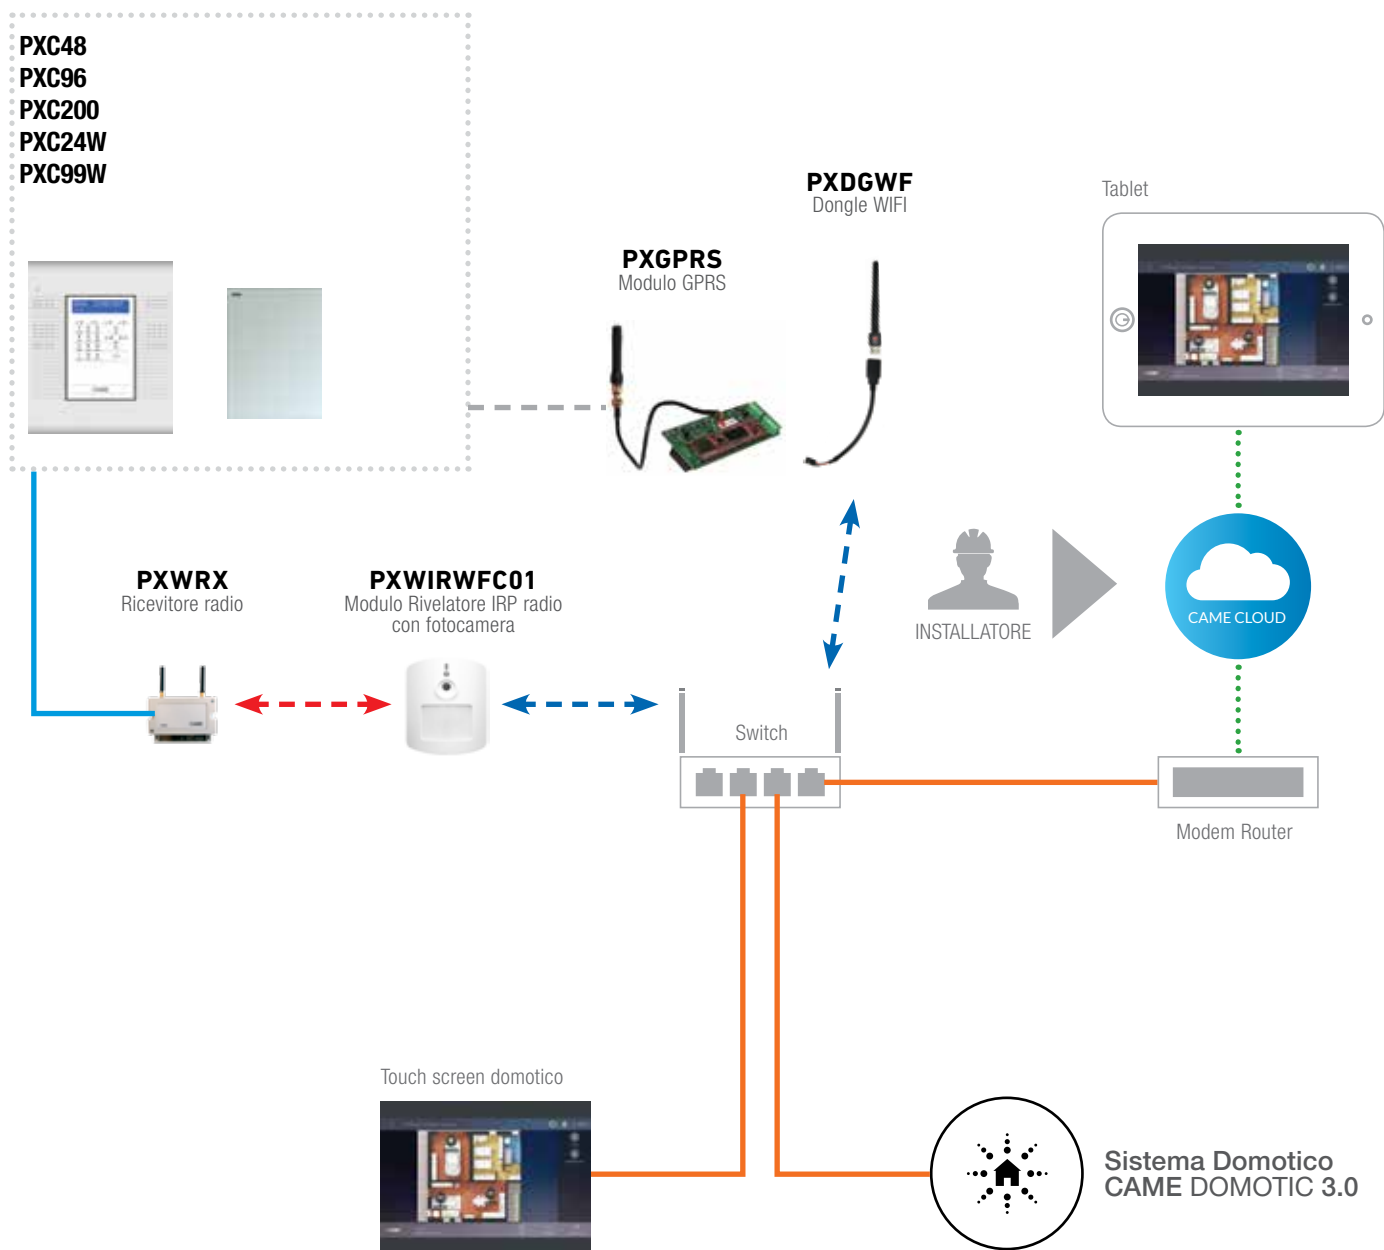 PXC48
PXC96
PXC200
PXC24W
PXC99W
PXDGWF
Dongle WIFI
Tablet
PXGPRS
Modulo GPRS
PXWRX
Ricevitore radio
PXWIRWFC01
Modulo Rivelatore IRP radio
con fotocamera
INSTALLATORE
CAME CLOUD
Switch
Modem Router
Touch screen domotico
Sistema Domotico
CAME DOMOTIC 3.0